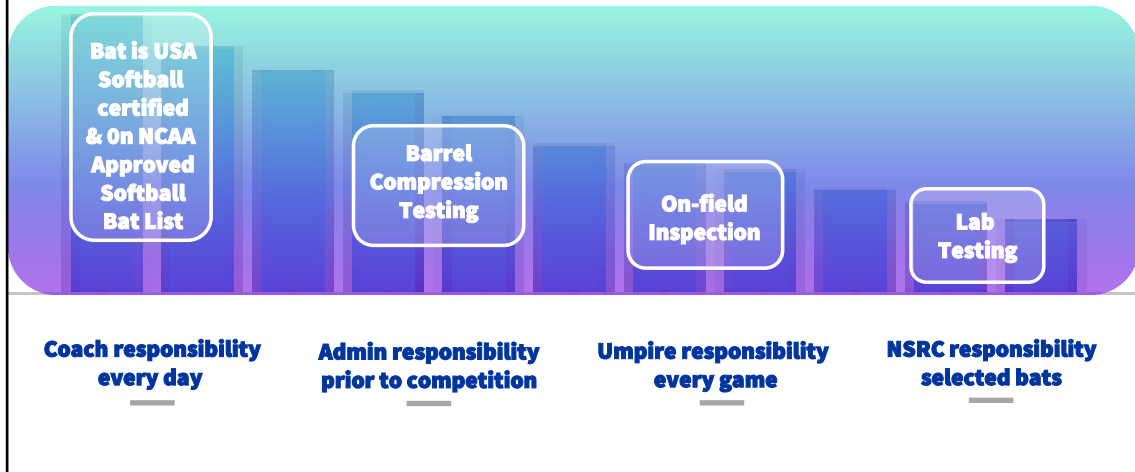 Bat is USA
Softball
certified
& 0n NCAA
Approved
Softball
Bat List
Barrel
Compression
Testing
On-field
Inspection
Lab
Testing
Coach responsibility
every day
Admin responsibility
prior to competition
Umpire responsibility
every game
NSRC responsibility
selected bats